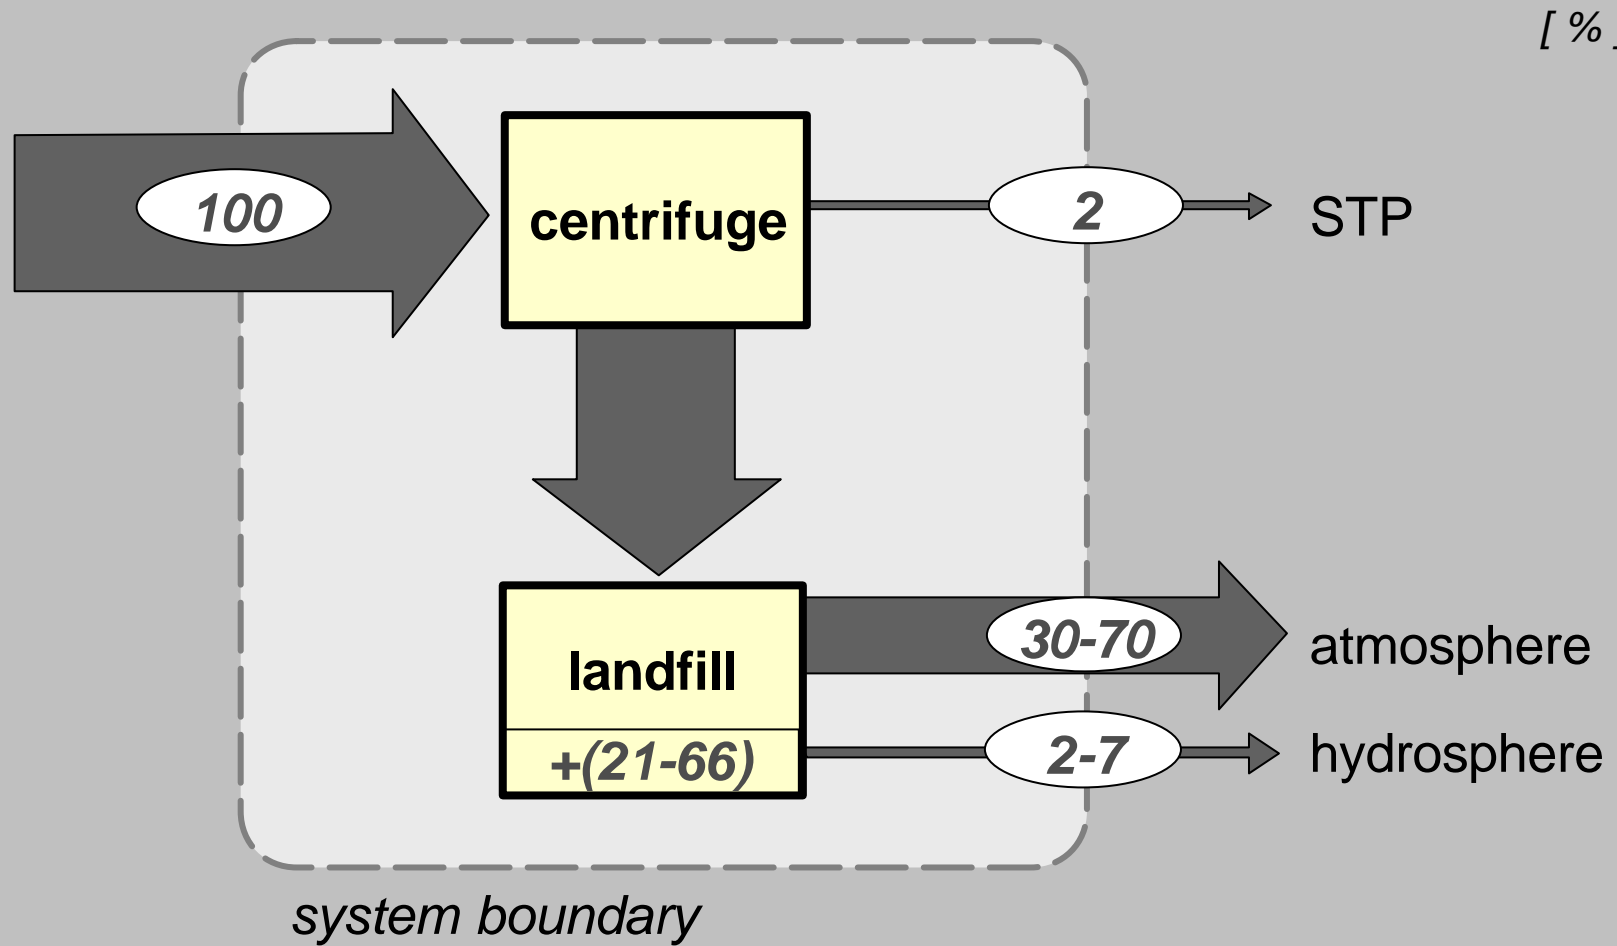 [ % ]
100
centrifuge
2
STP
landfill
30-70
atmosphere
+(21-66)
2-7
hydrosphere
system boundary